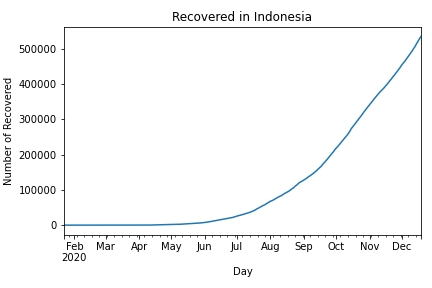 Recovered in Indonesia
Number of Recovered
500000
400000
300000
200000
100000
0
Feb Mar Apr May Jun Jul Aug Sep Oct Nov Dec
2020
Day